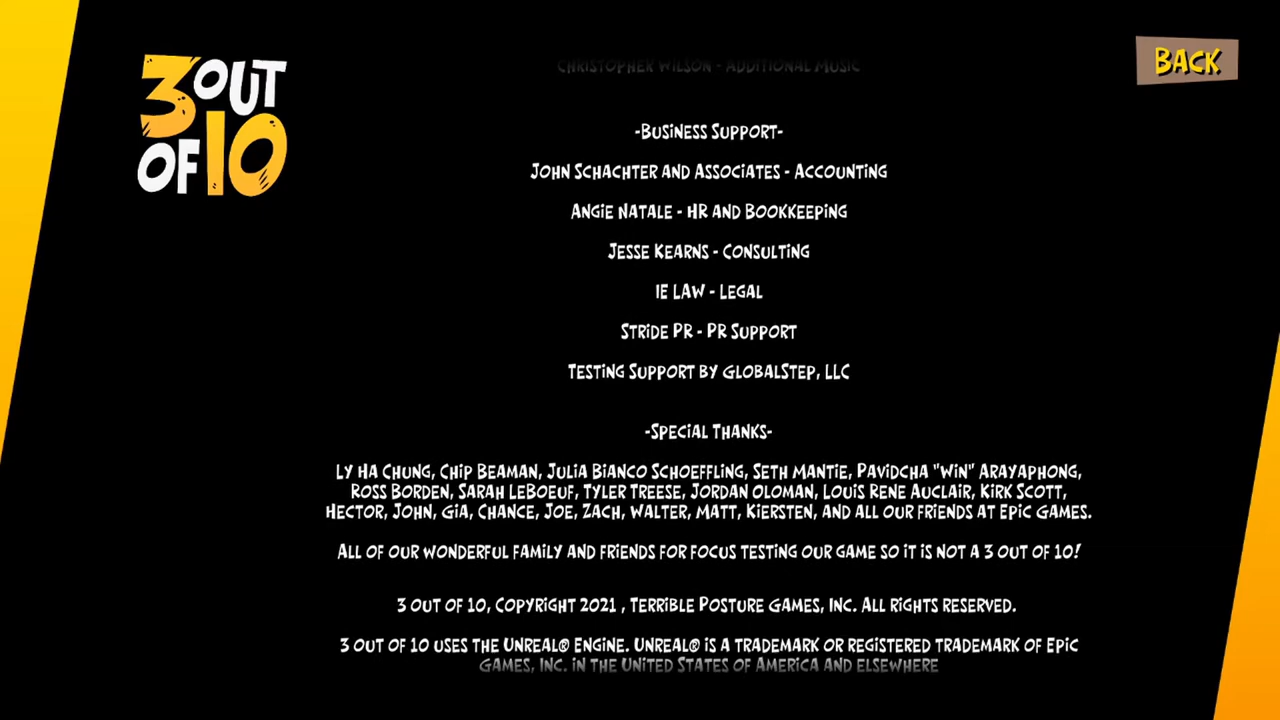 3 OUT
OF 10
BACK
CHRISTOPHER WILSON - ADDITIONAL MUSIC
-BUSINESS SUPPORT-
JOHN SCHACHTER AND ASSOCIATES - ACCOUNTING
ANGIE NATALE - HR AND BOOKKEEPING
JESSE KEARNS - CONSULTING
IE LAW - LEGAL
STRIDE PR - PR SUPPORT
TESTING SUPPORT BY GLOBALSTEP, LLC
-SPECIAL THANKS-
LY HA CHUNG, CHIP BEAMAN, JULIA BIANCO SCHOEFFLING, SETH MANTIE, PAVIDCHA "WIN" ARAYAPHONG,
ROSS BORDEN, SARAH LEBOEUF, TYLER TREESE, JORDAN OLOMAN, LOUIS RENE AUCLAIR, KIRK SCOTT,
HECTOR, JOHN, GIA, CHANCE, JOE, ZACH, WALTER, MATT, KIERSTEN, AND ALL OUR FRIENDS AT EPIC GAMES.
ALL OF OUR WONDERFUL FAMILY AND FRIENDS FOR FOCUS TESTING OUR GAME SO IT IS NOT A 3 OUT OF 10!
3 OUT OF 10, COPYRIGHT 2021 , TERRIBLE POSTURE GAMES, INC. ALL RIGHTS RESERVED.
3 OUT OF 10 USES THE UNREAL® ENGINE. UNREAL® IS A TRADEMARK OR REGISTERED TRADEMARK OF EPIC
GAMES, INC. IN THE UNITED STATES OF AMERICA AND ELSEWHERE